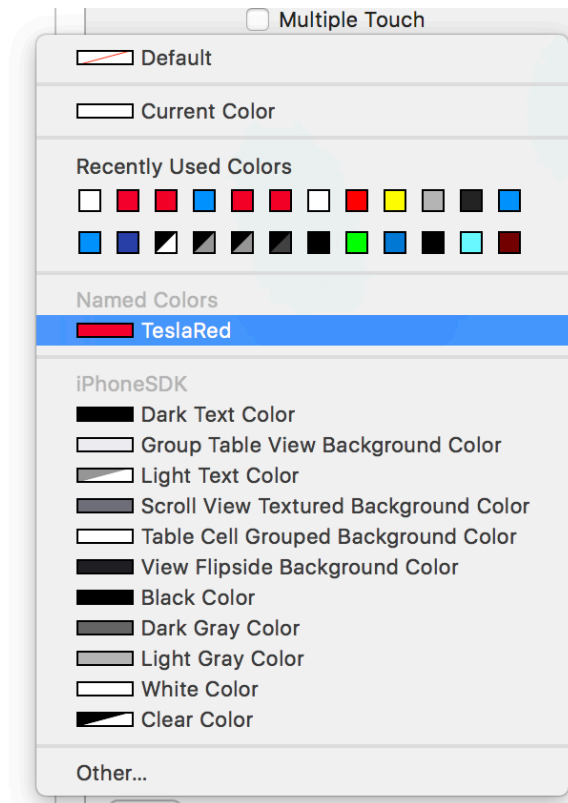 Multiple Touch
Default
Current Color
Recently Used Colors
Named Colors
TeslaRed
iPhoneSDK
Dark Text Color
Group Table View Background Color
Light Text Color
Scroll View Textured Background Color
Table Cell Grouped Background Color
View Flipside Background Color
Black Color
Dark Gray Color
Light Gray Color
White Color
Clear Color
Other...